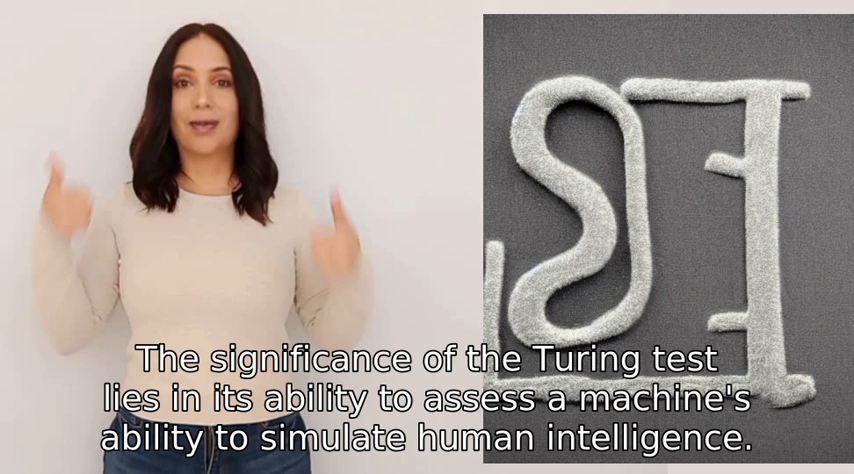 The significance of the Turing test
lies in its ability to assess a machine's
ability to simulate human intelligence.